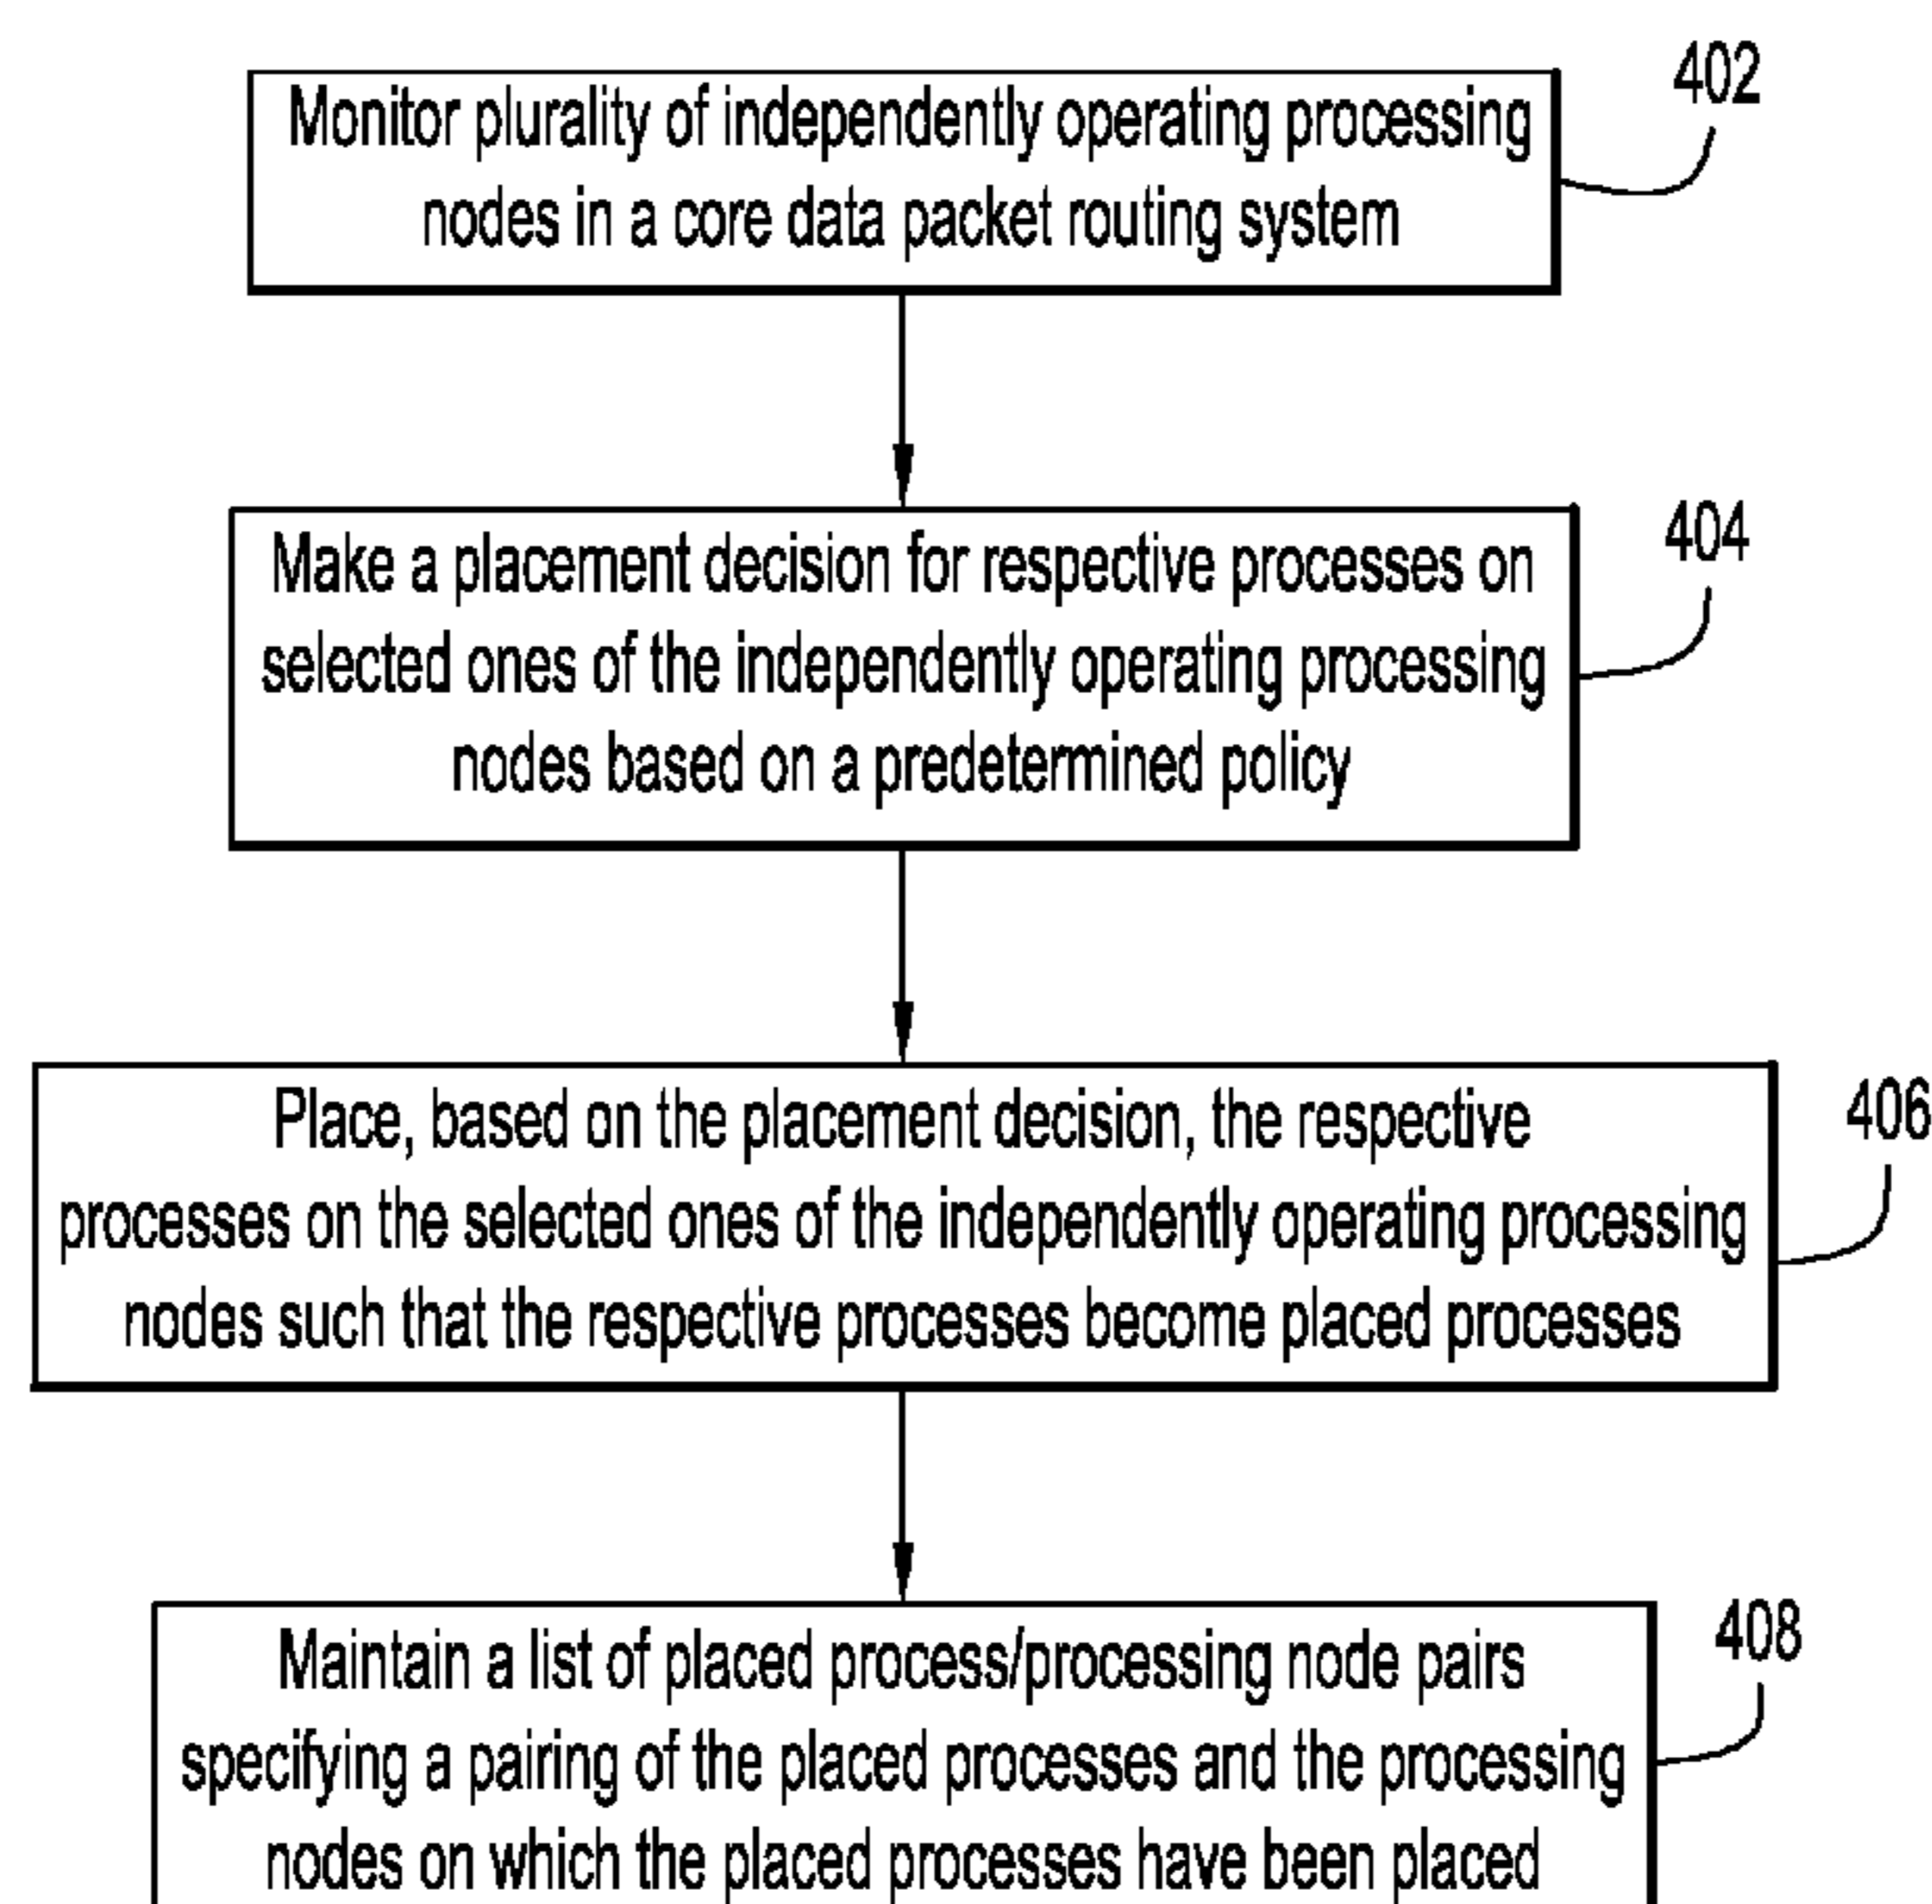 402
Monitor plurality of independently operating processing
nodes in a core data packet routing system
404
Make a placement decision for respective processes on
selected ones of the independently operating processing
nodes based on a predetermined policy
406
Place, based on the placement decision, the respective
processes on the selected ones of the independently operating processing
nodes such that the respective processes become placed processes
408
Maintain a list of placed process/processing node pairs
specifying a pairing of the placed processes and the processing
nodes on which the placed processes have been placed